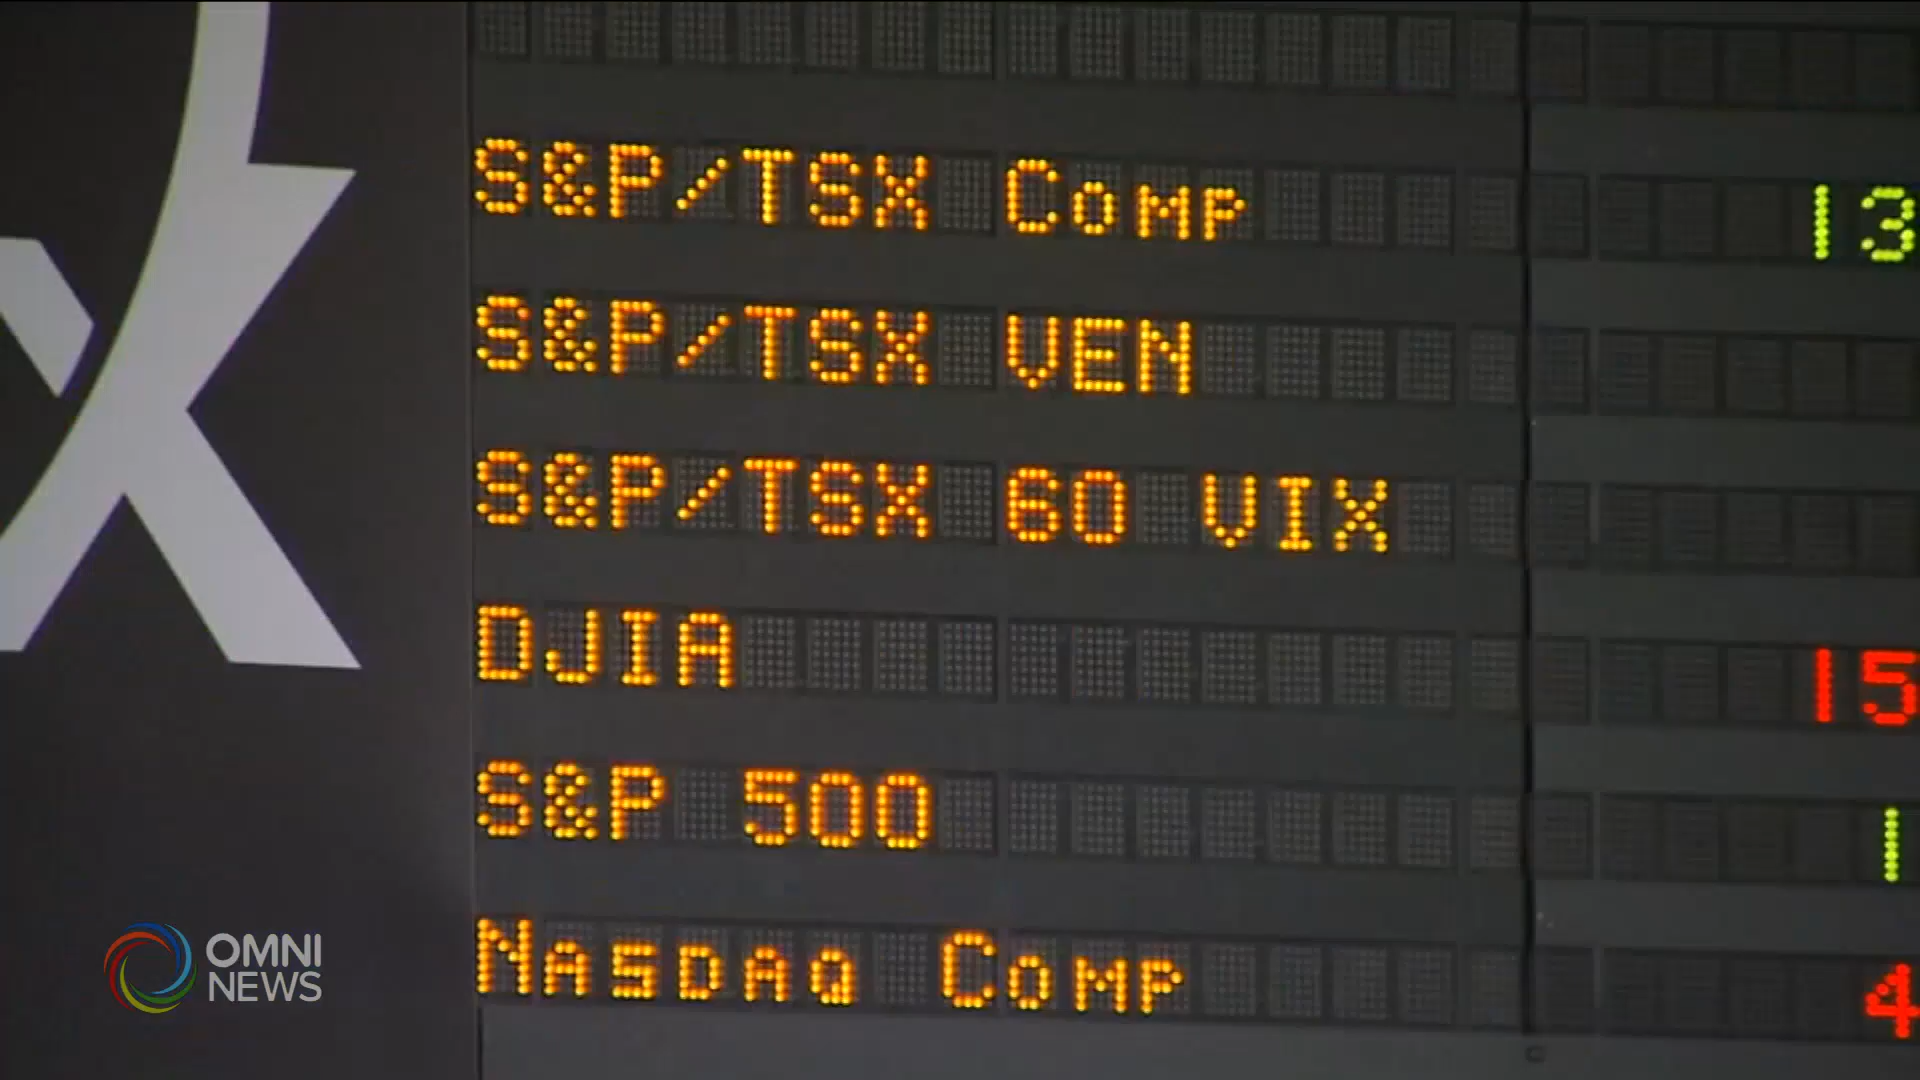 S&P/TSX Comp 13
S&P/TSX VEN
S&P/TSX 60 VIX
DJIA 15
S&P 500 1
Nasdaq Comp 4
OMNI
NEWS